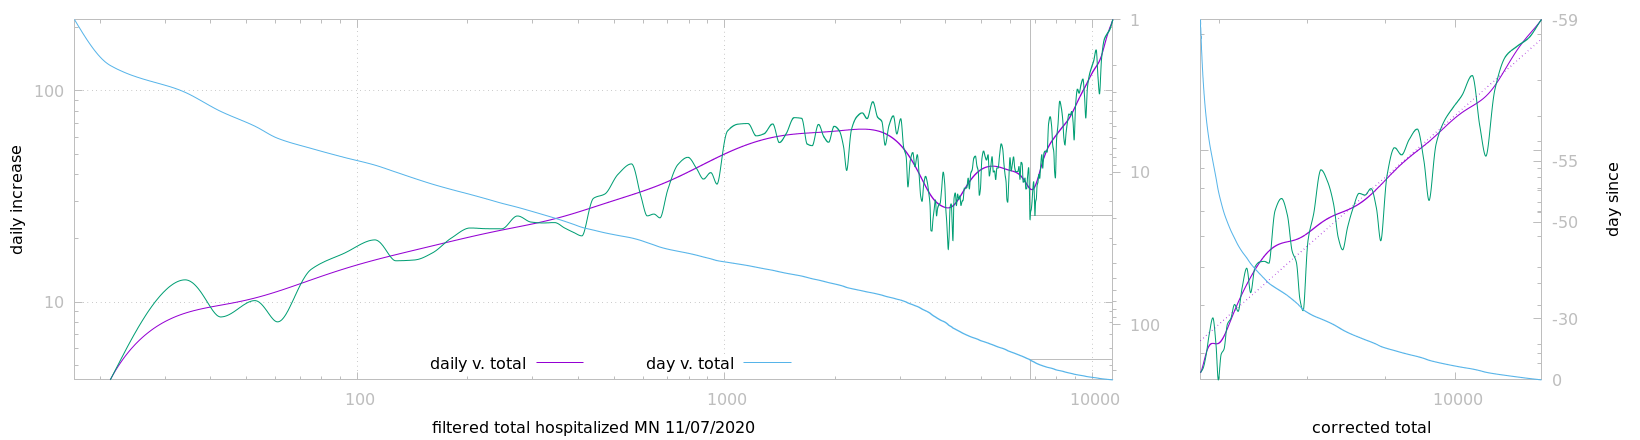 daily increase
100
10
100
1000
10000
filtered total hospitalized MN 11/07/2020
daily v. total
day v. total
1
10
100
10000
corrected total
-59
-55
-50
-30
0
day since